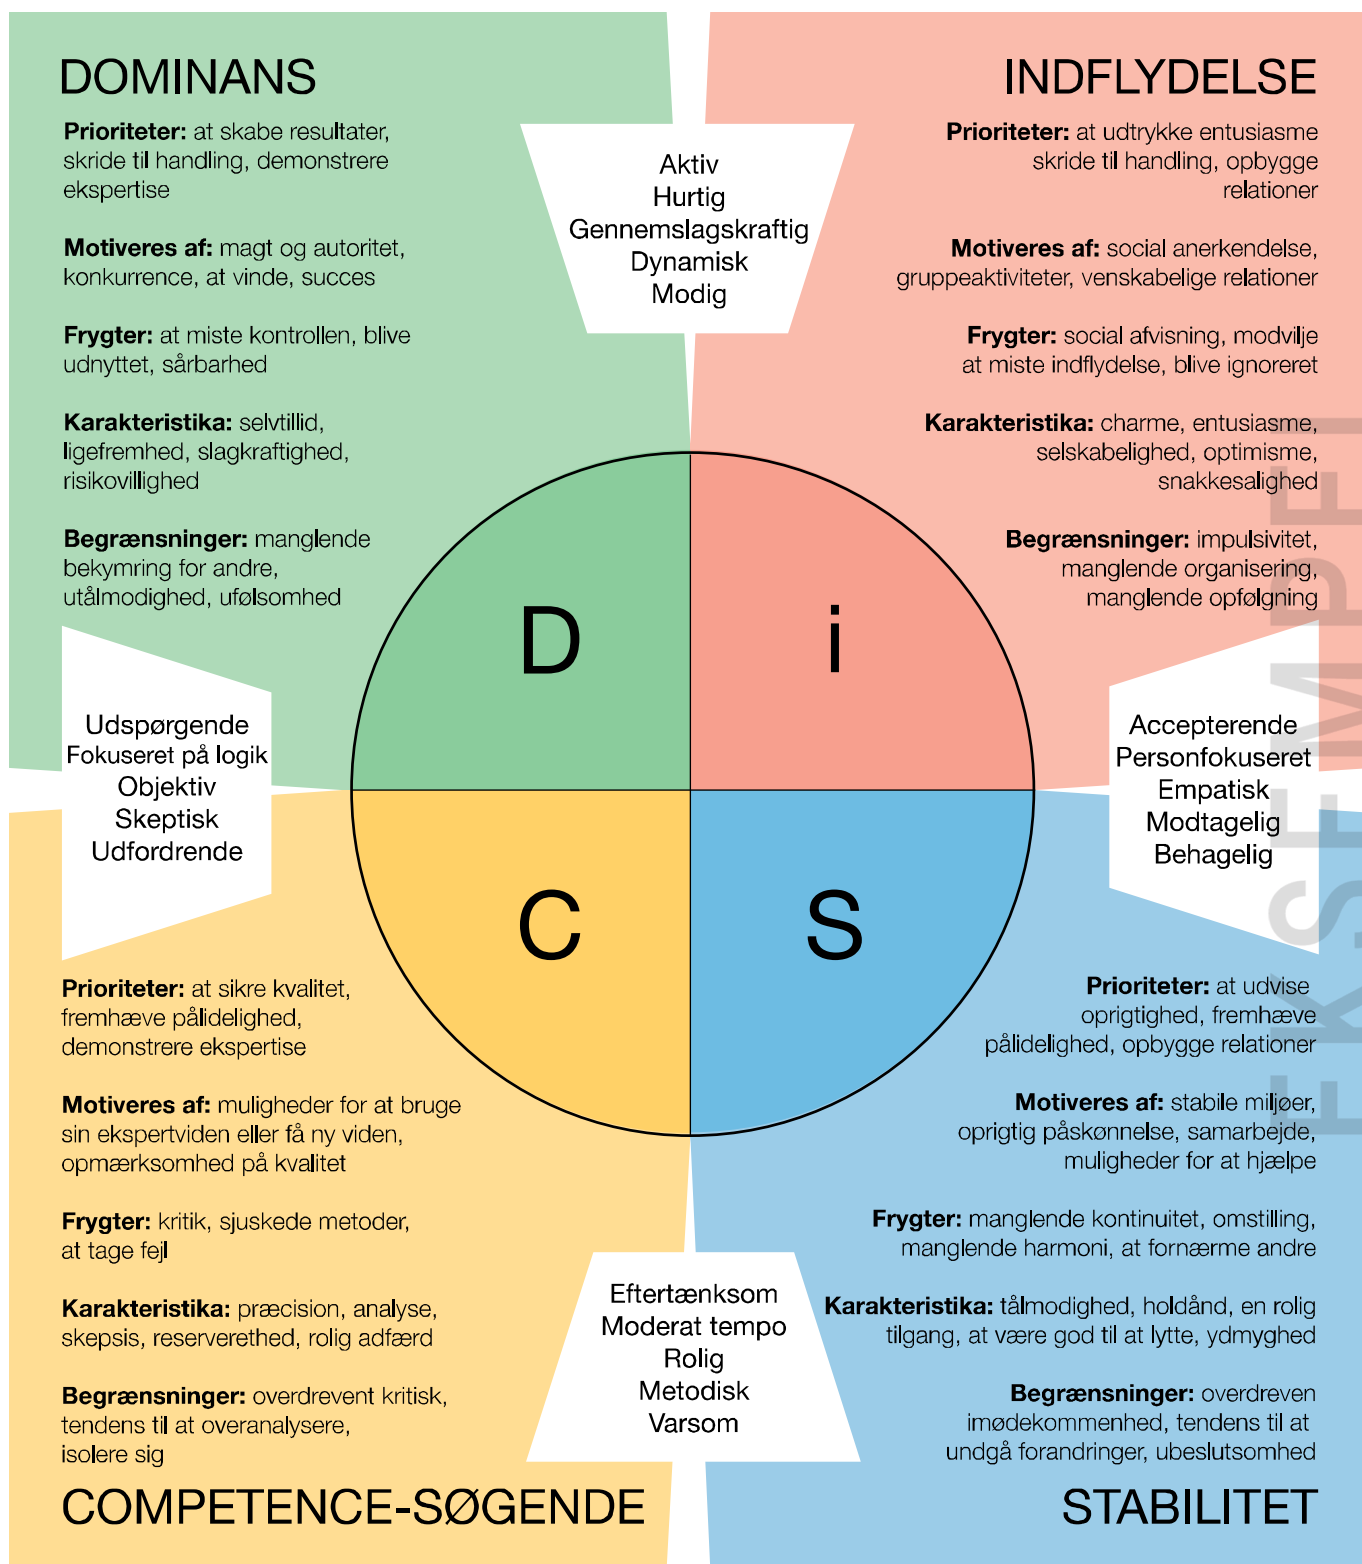 DOMINANS
Prioriteter: at skabe resultater,
skride til handling, demonstrere
ekspertise
Motiveres af: magt og autoritet,
konkurrence, at vinde, succes
Frygter: at miste kontrollen, blive
udnyttet, sårbarhed
Karakteristika: selvtillid,
ligefremhed, slagkraftighed,
risikovillighed
Begrænsninger: manglende
bekymring for andre,
utålmodighed, ufølsomhed
Aktiv
Hurtig
Gennemslagskraftig
Dynamisk
Modig
INDFLYDELSE
Prioriteter: at udtrykke entusiasme
skride til handling, opbygge
relationer
Motiveres af: social anerkendelse,
gruppeaktiviteter, venskabelige relationer
Frygter: social afvisning, modvilje
at miste indflydelse, blive ignoreret
Karakteristika: charme, entusiasme,
selskabelighed, optimisme,
snakkesalighed
Begrænsninger: impulsivitet,
manglende organisering,
manglende opfølgning
D
i
Udspørgende
Fokuseret på logik
Objektiv
Skeptisk
Udfordrende
Accepterende
Personfokuseret
Empatisk
Modtagelig
Behagelig
C
S
Prioriteter: at sikre kvalitet,
fremhæve pålidelighed,
demonstrere ekspertise
Motiveres af: muligheder for at bruge
sin ekspertviden eller få ny viden,
opmærksomhed på kvalitet
Frygter: kritik, sjuskede metoder,
at tage fejl
Karakteristika: præcision, analyse,
skepsis, reserverethed, rolig adfærd
Begrænsninger: overdrevent kritisk,
tendens til at overanalysere,
isolere sig
COMPETENCE-SØGENDE
Eftertænksom
Moderat tempo
Rolig
Metodisk
Varsom
Prioriteter: at udvise
oprigtighed, fremhæve
pålidelighed, opbygge relationer
Motiveres af: stabile miljøer,
oprigtig påskønnelse, samarbejde,
muligheder for at hjælpe
Frygter: manglende kontinuitet, omstilling,
manglende harmoni, at fornærme andre
Karakteristika: tålmodighed, holdånd, en rolig
tilgang, at være god til at lytte, ydmyghed
Begrænsninger: overdreven
imødekommenhed, tendens til at
undgå forandringer, ubeslutsomhed
STABILITET
EKSEMPEL